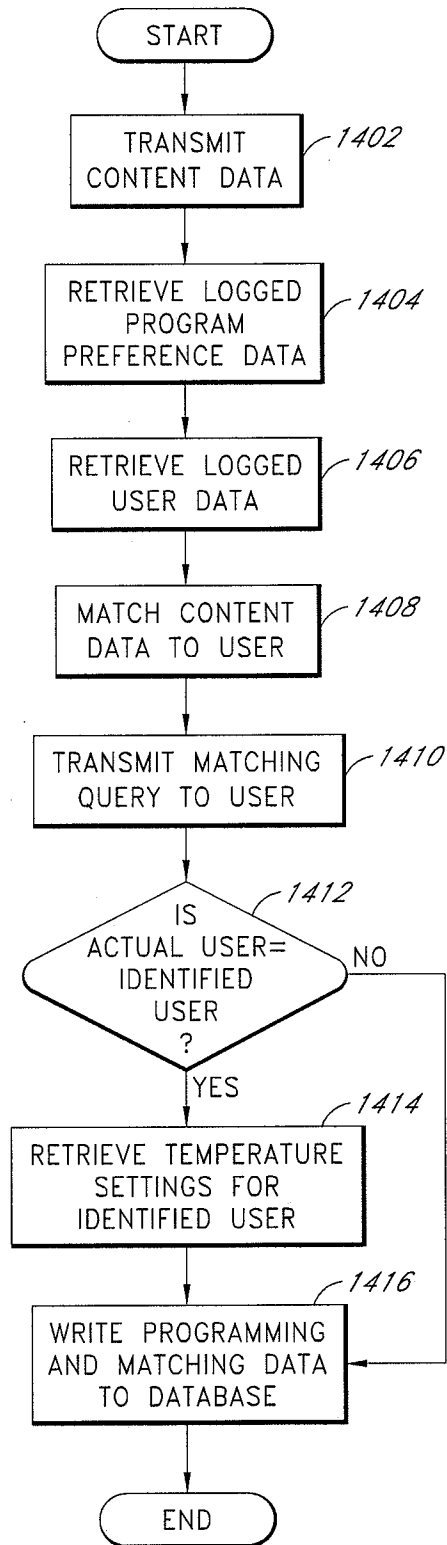 START
TRANSMIT
CONTENT DATA
1402
RETRIEVE LOGGED
PROGRAM
PREFERENCE DATA
1404
RETRIEVE LOGGED
USER DATA
1406
MATCH CONTENT
DATA TO USER
1408
TRANSMIT MATCHING
QUERY TO USER
1410
IS
ACTUAL USER=
IDENTIFIED
USER
?
1412
NO
YES
RETRIEVE TEMPERATURE
SETTINGS FOR
IDENTIFIED USER
1414
WRITE PROGRAMMING
AND MATCHING DATA
TO DATABASE
1416
END